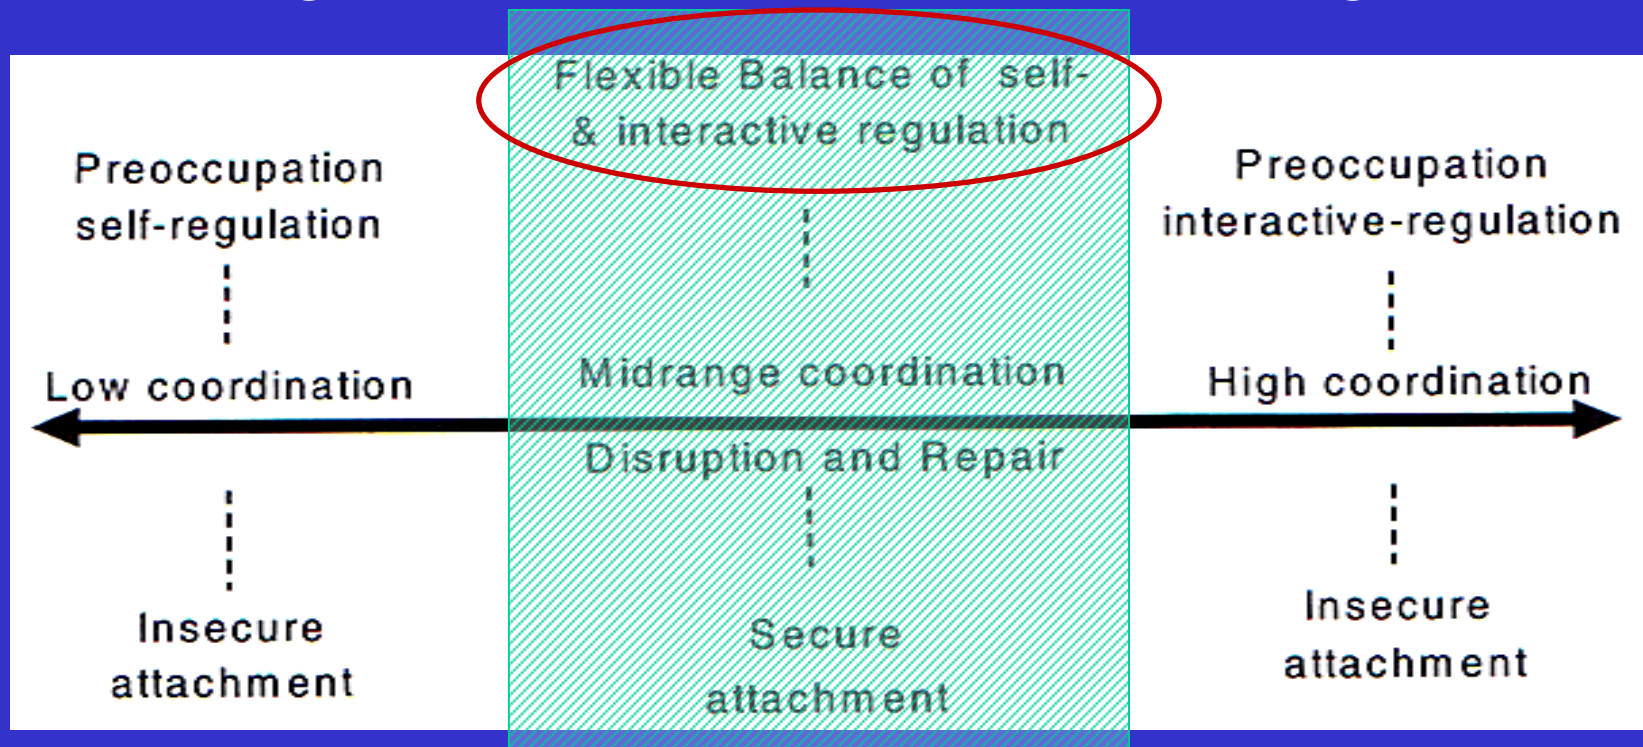 Flexible Balance of self-
& interactive regulation
Preoccupation
self-regulation
Preoccupation
interactive-regulation
Low coordination
Midrange coordination
High coordination
Disruption and Repair
Insecure
attachment
Secure
attachment
Insecure
attachment